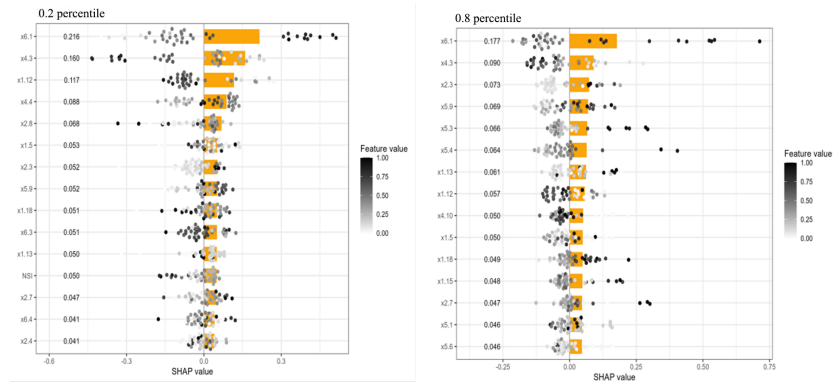 0.2 percentile
x6.1 0.216
x4.3 0.160
x1.12 0.117
x4.4 0.088
x2.8 0.068
x1.5 0.053
x2.3 0.052
x5.9 0.052
x1.18 0.051
x6.3 0.051
x1.13 0.050
NSI 0.050
x2.7 0.047
x6.4 0.041
x2.4 0.041
-0.6 -0.3 0.0 0.3
SHAP value
Feature value
1.00
0.75
0.50
0.25
0.00
0.8 percentile
x6.1 0.177
x4.3 0.090
x2.3 0.073
x5.9 0.069
x5.3 0.066
x5.4 0.064
x1.13 0.061
x1.12 0.057
x4.10 0.050
x1.5 0.050
x1.18 0.049
x1.15 0.048
x2.7 0.047
x5.1 0.046
x5.6 0.046
-0.25 0.00 0.25 0.50 0.75
SHAP value
Feature value
1.00
0.75
0.50
0.25
0.00